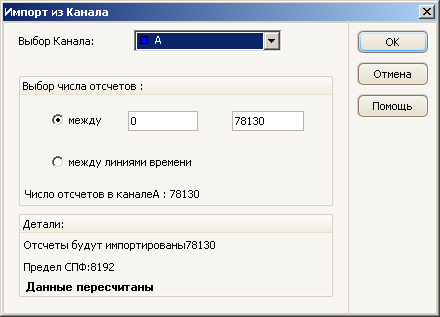 Импорт из Канала
Выбор Канала:
A
OK
Отмена
Помощь
Выбор числа отсчетов :
между
0
78130
между линиями времени
Число отсчетов в каналеA : 78130
Детали:
Отсчеты будут импортированы78130
Предел СПФ:8192
Данные пересчитаны